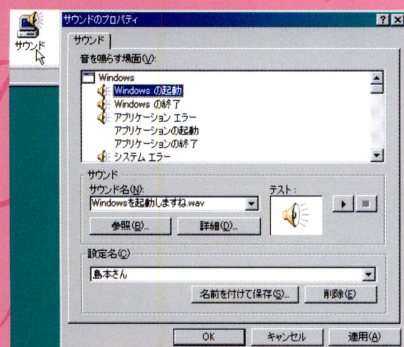 サウンド
サウンドのプロパティ
サウンド
音を鳴らす場面(V):
Windows
Windows の起動
Windows の終了
アプリケーション エラー
アプリケーションの起動
アプリケーションの終了
システム エラー
サウンド
サウンド名(N):
テスト:
Windowsを起動しますね.wav
参照(B)...
詳細(D)...
設定名(C)
島本さん
名前を付けて保存(S)...
削除(E)
OK
キャンセル
適用(A)